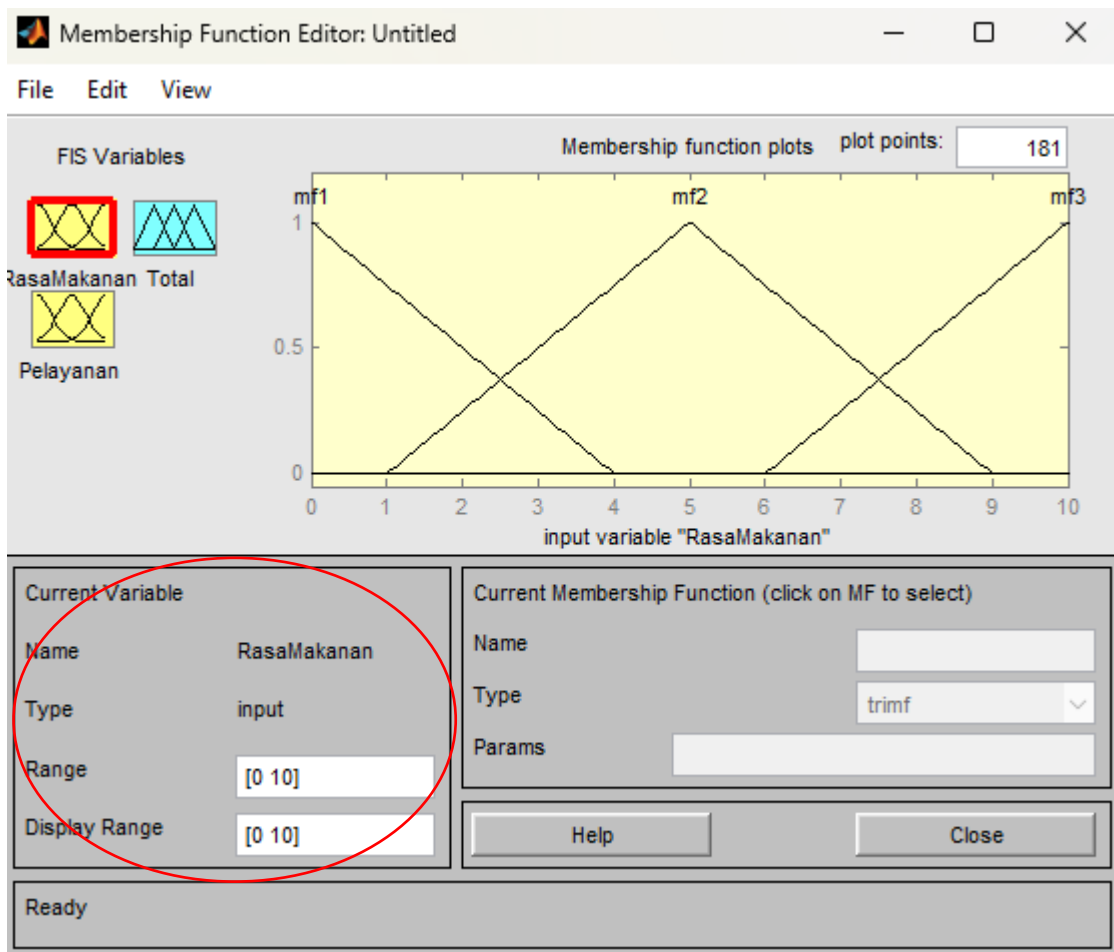 Membership Function Editor: Untitled
File Edit View
FIS Variables
RasaMakanan Total
Pelayanan
Membership function plots plot points: 181
mf1 mf2 mf3
1
0.5
0
0 1 2 3 4 5 6 7 8 9 10
input variable "RasaMakanan"
Current Variable
Name RasaMakanan
Type input
Range [0 10]
Display Range [0 10]
Current Membership Function (click on MF to select)
Name
Type trimf
Params
Help Close
Ready